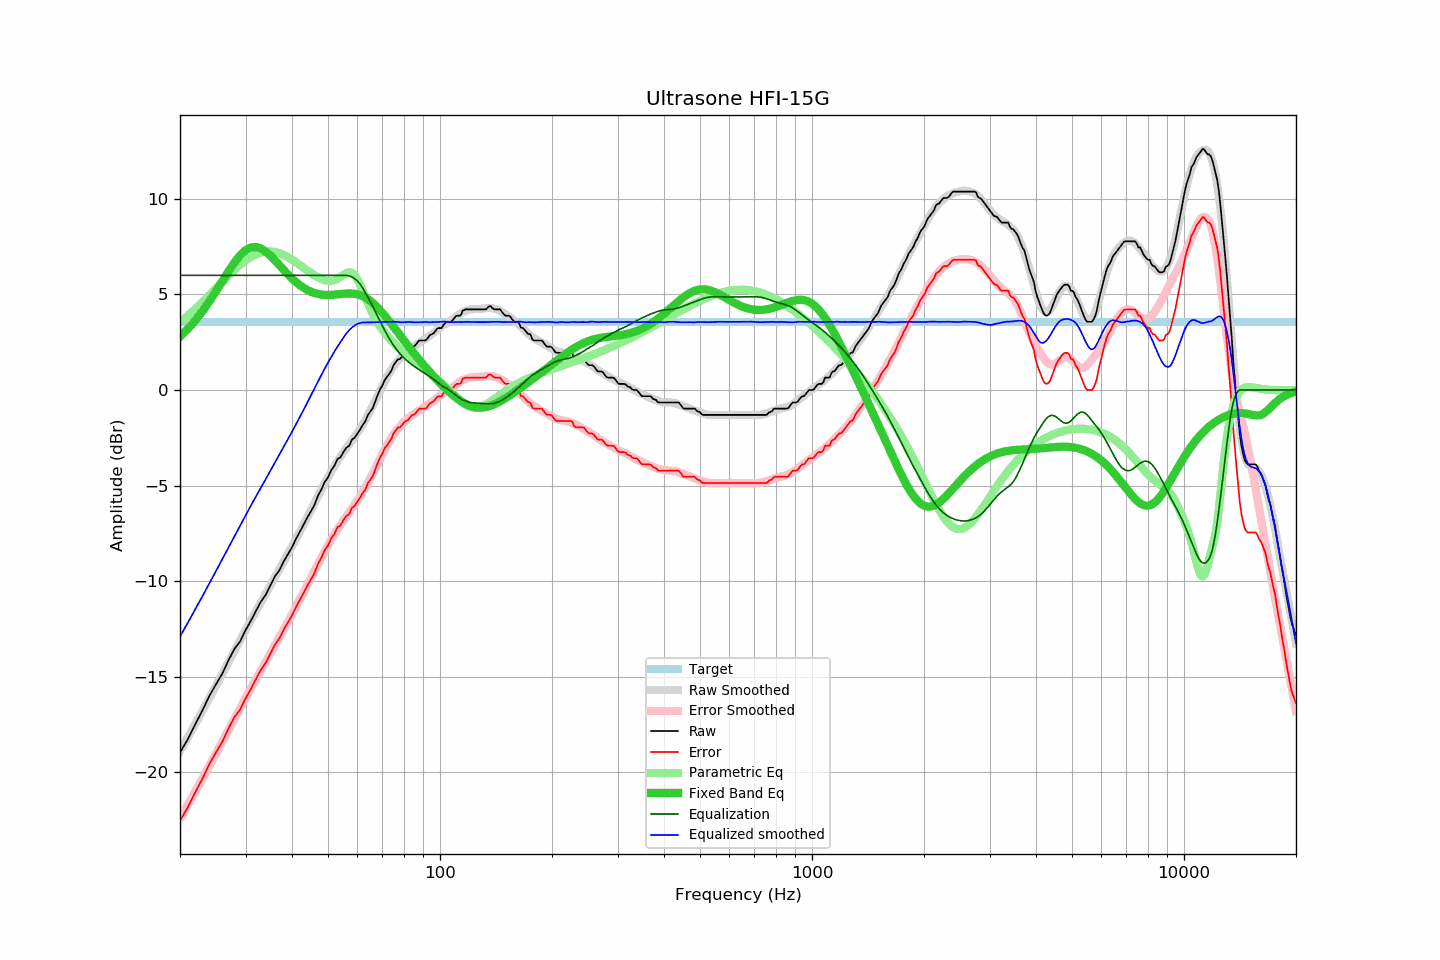 Ultrasone HFI-15G
Amplitude (dBr)
10
5
0
−5
−10
−15
−20
Target
Raw Smoothed
Error Smoothed
Raw
Error
Parametric Eq
Fixed Band Eq
Equalization
Equalized smoothed
100
1000
10000
Frequency (Hz)